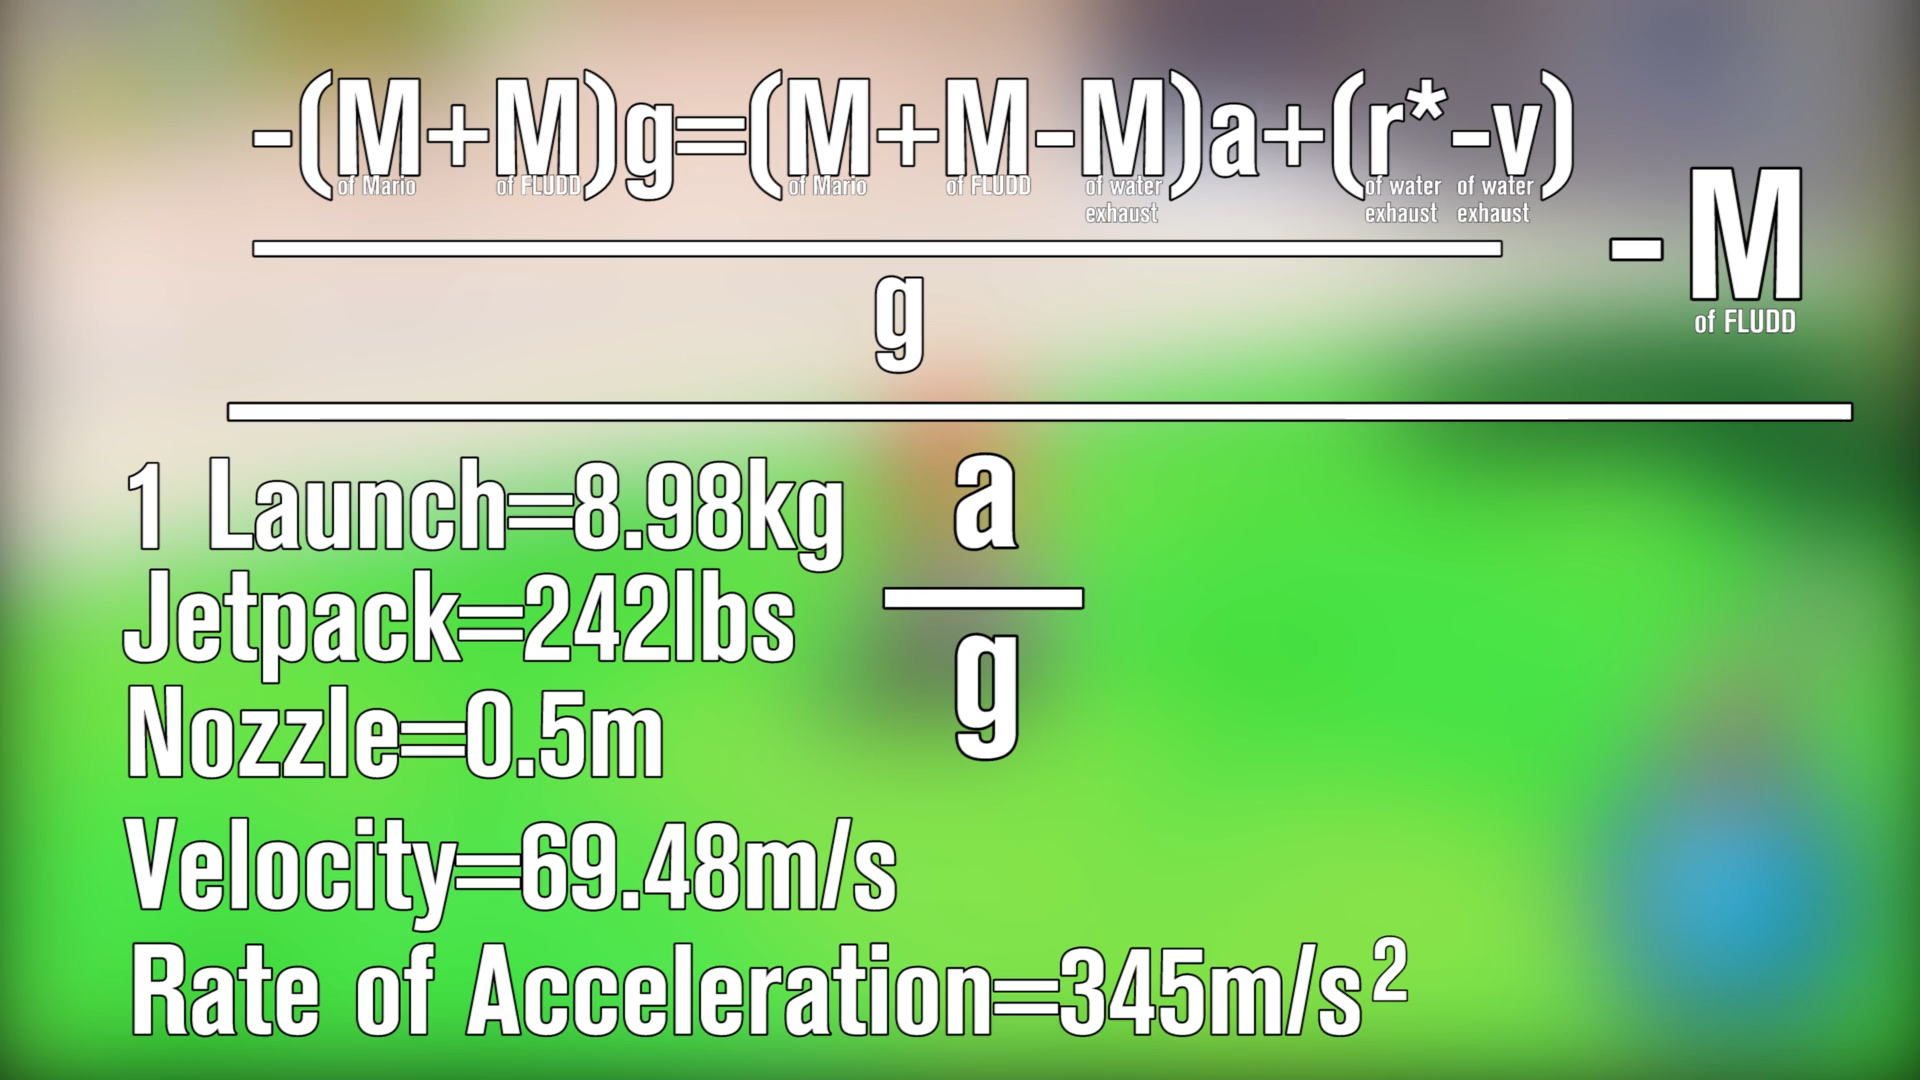 -(M+M)g=(M+M-M)a+(r*-v)
of Mario of FLUDD of Mario of FLUDD of water exhaust of water exhaust of water exhaust
- M
of FLUDD
g
a
g
1 Launch=8.98kg
Jetpack=242lbs
Nozzle=0.5m
Velocity=69.48m/s
Rate of Acceleration=345m/s²